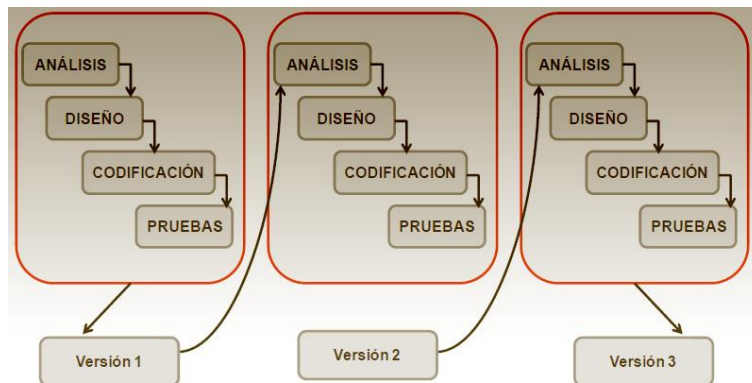 ANÁLISIS
DISEÑO
CODIFICACIÓN
PRUEBAS
Versión 1
ANÁLISIS
DISEÑO
CODIFICACIÓN
PRUEBAS
Versión 2
ANÁLISIS
DISEÑO
CODIFICACIÓN
PRUEBAS
Versión 3